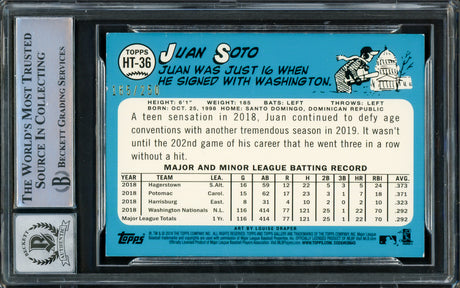 THE WORLD'S MOST TRUSTED
SOURCE IN COLLECTING
BECKETT GRADING SERVICES
TOPPS
HT-36
JUAN SOTO
JUAN WAS JUST 16 WHEN
HE SIGNED WITH WASHINGTON.
HEIGHT: 6'1" WEIGHT: 185 BATS: LEFT THROWS: LEFT
BORN: OCT. 25, 1998 HOME: SANTO DOMINGO, DOMINICAN REPUBLIC
A teen sensation in 2018, Juan continued to defy age
conventions with another tremendous season in 2019. It wasn't
until the 202nd game of his career that he went three in a row
without a hit.
MAJOR AND MINOR LEAGUE BATTING RECORD
YEAR TEAM LEA. G AB R H 2B 3B HR RBI AVG.
2018 Hagerstown S.Atl. 16 59 12 22 5 3 5 24 .373
2018 Potomac Carol. 15 62 17 23 3 1 7 18 .371
2018 Harrisburg East. 8 31 4 10 2 0 2 10 .323
2018 Washington Nationals N.L. 116 414 77 121 25 1 22 70 .292
Major League Totals 1 Yr. 116 414 77 121 25 1 22 70 .292
ART BY LOUISE DRAPER
Topps
BECKETT